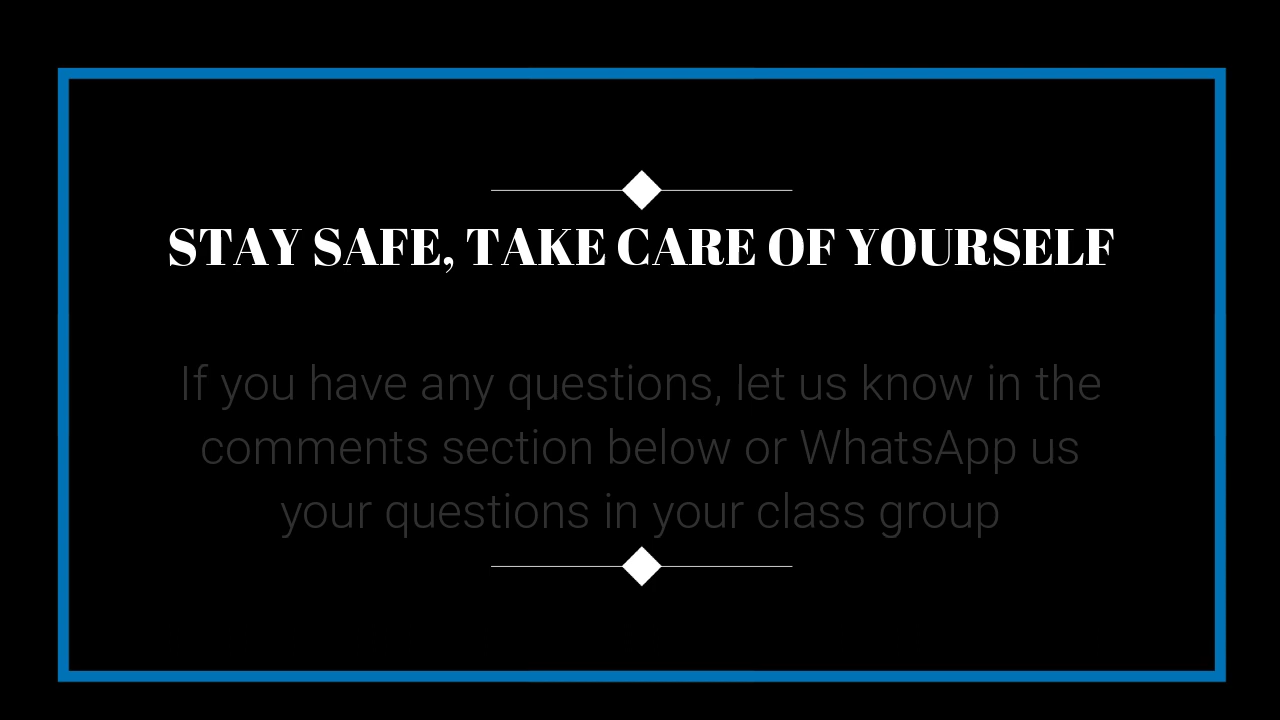 STAY SAFE, TAKE CARE OF YOURSELF
If you have any questions, let us know in the
comments section below or WhatsApp us
your questions in your class group